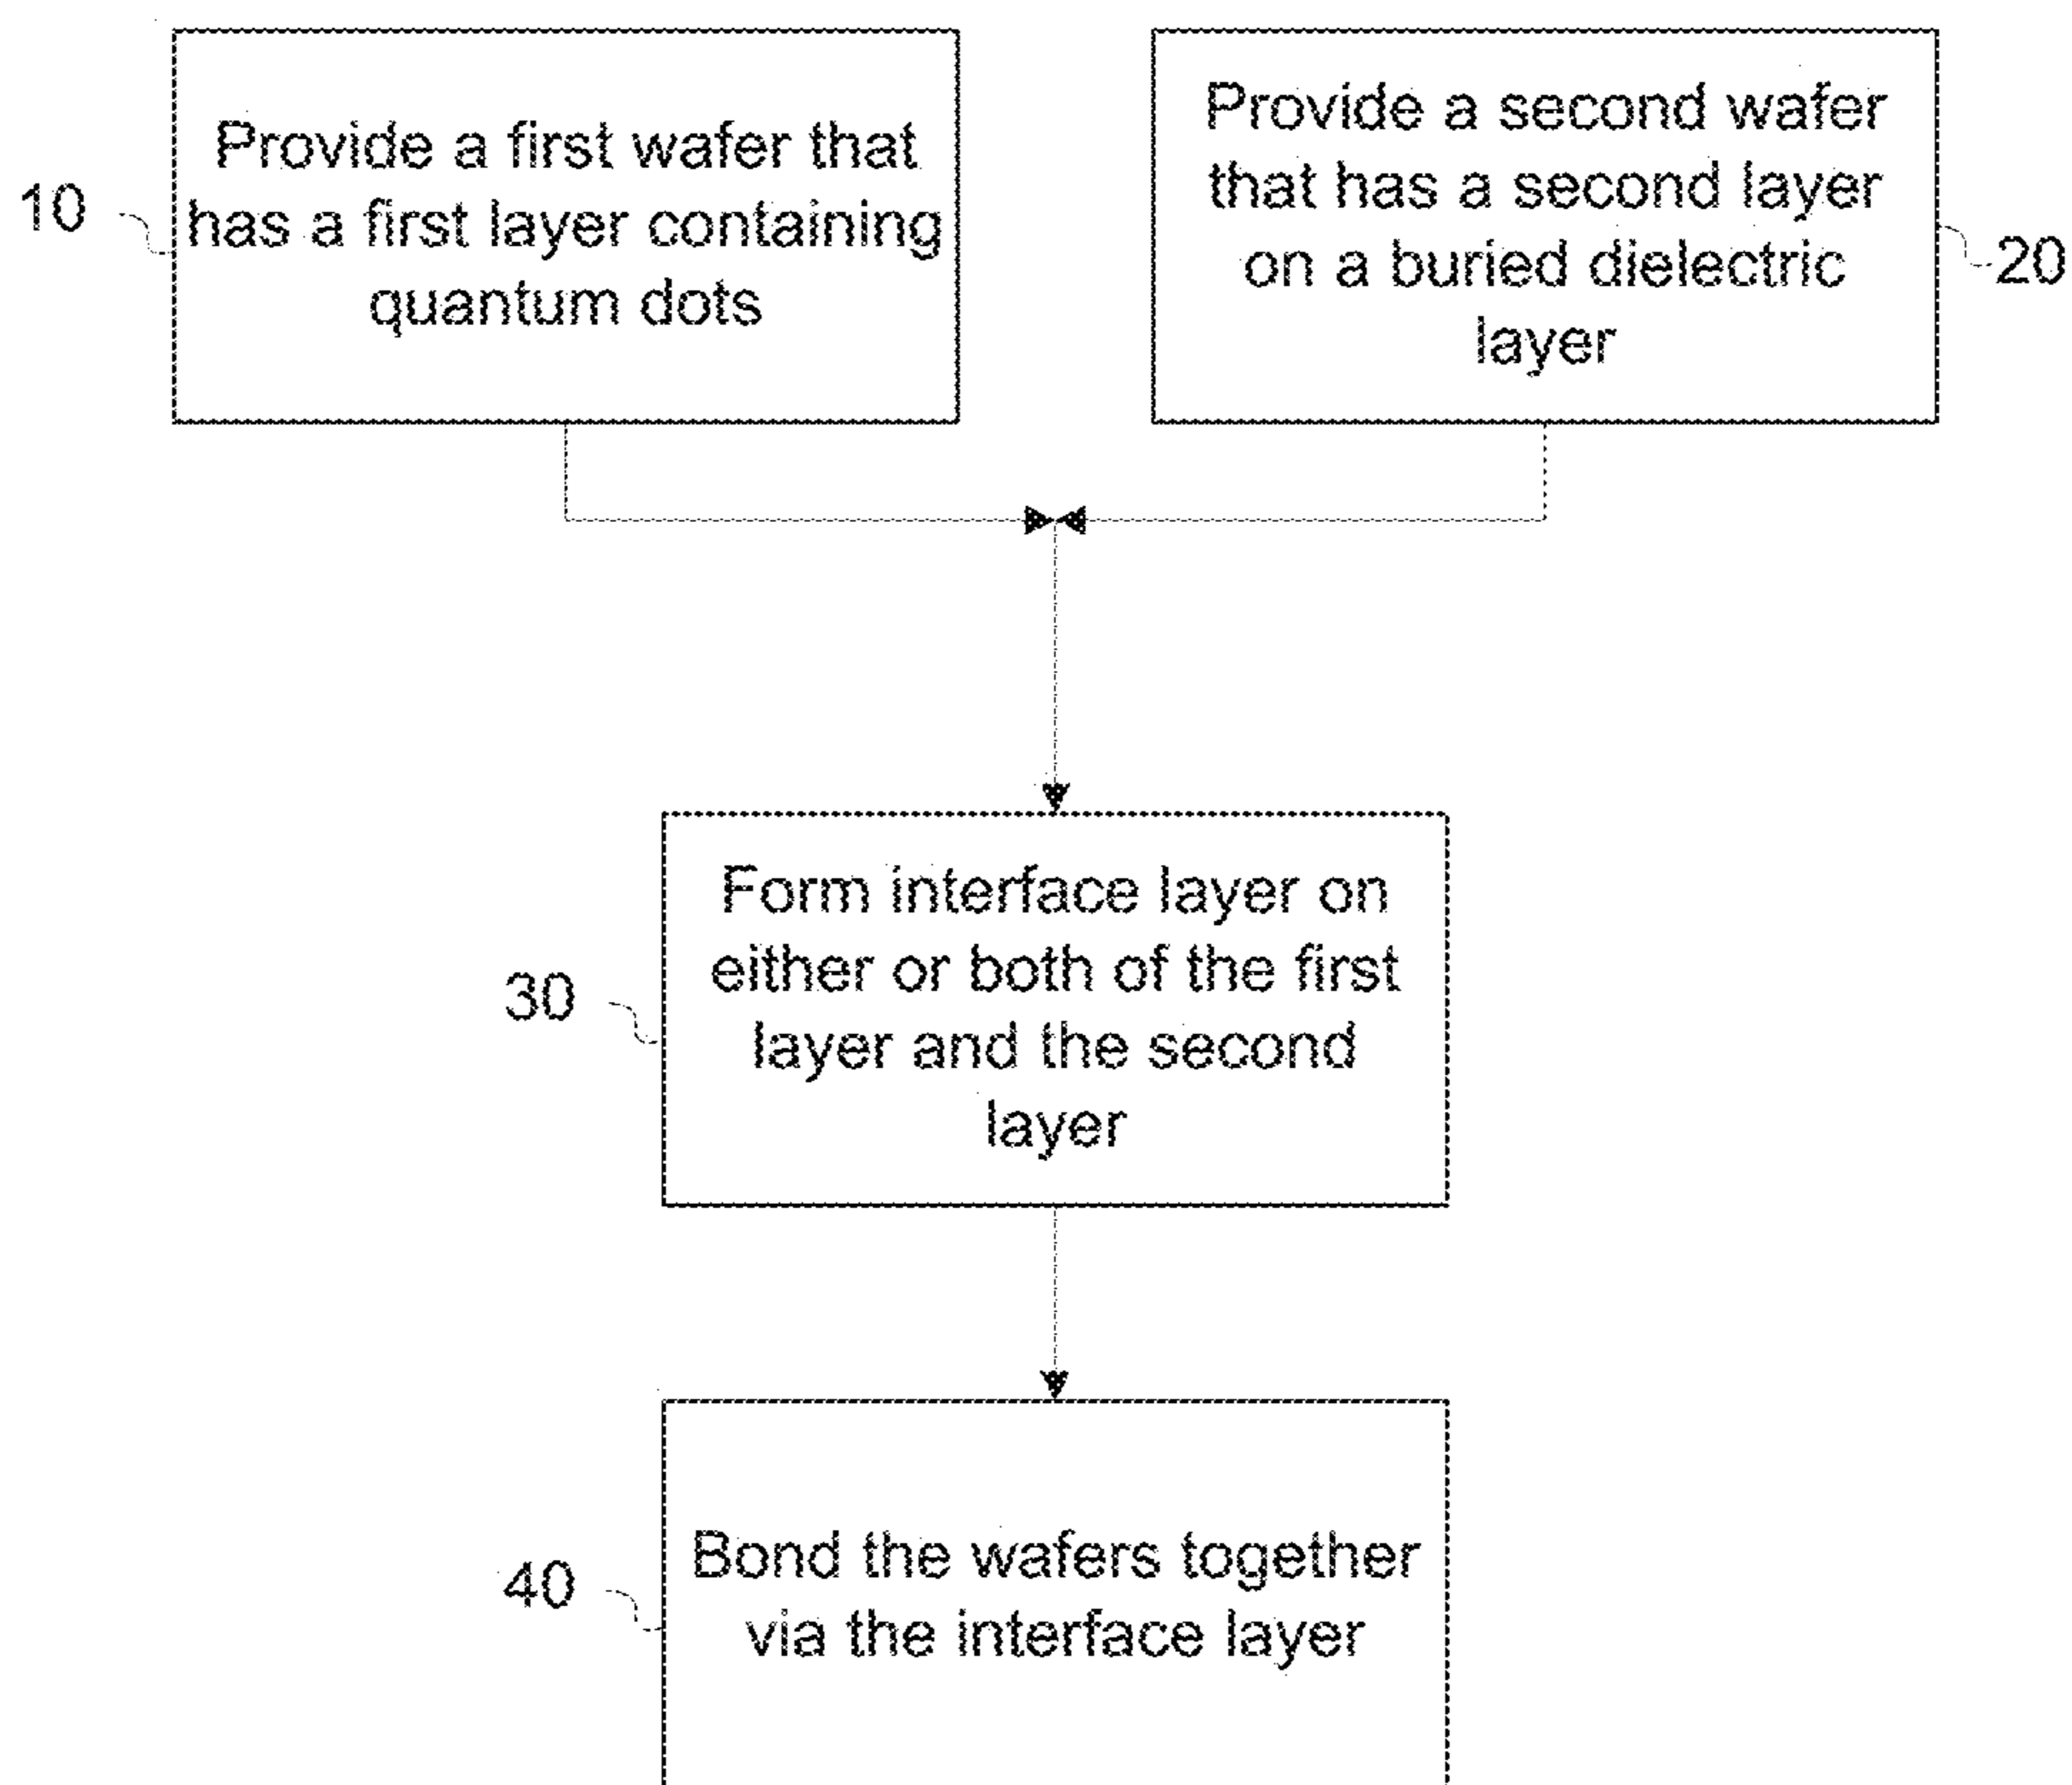 10
Provide a first wafer that
has a first layer containing
quantum dots
Provide a second wafer
that has a second layer
on a buried dielectric
layer
20
30
Form interface layer on
either or both of the first
layer and the second
layer
40
Bond the wafers together
via the interface layer